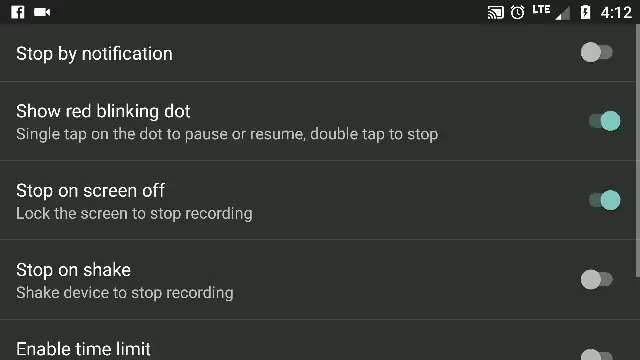 LTE 4:12
Stop by notification
Show red blinking dot
Single tap on the dot to pause or resume, double tap to stop
Stop on screen off
Lock the screen to stop recording
Stop on shake
Shake device to stop recording
Enable time limit